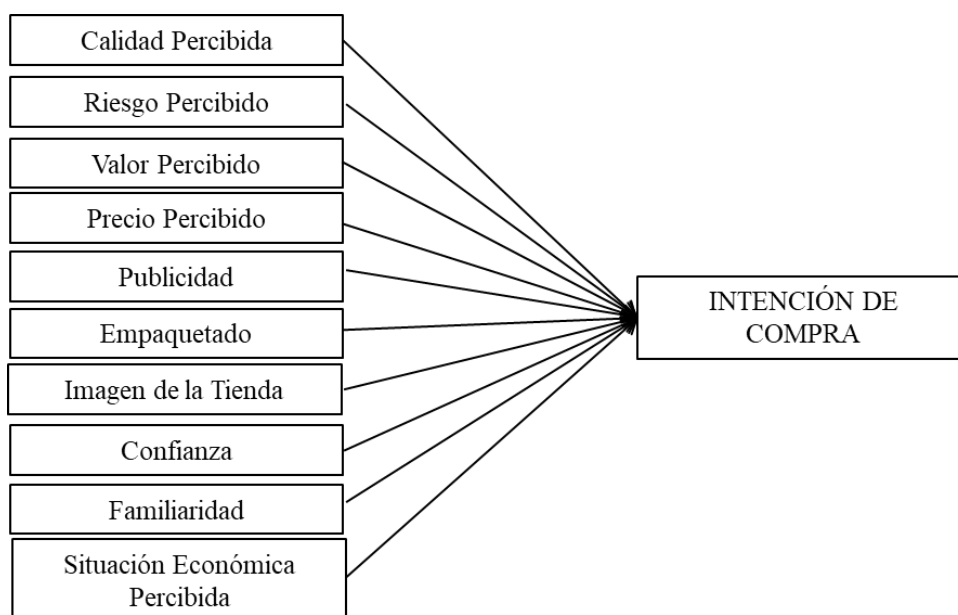 Calidad Percibida
Riesgo Percibido
Valor Percibido
Precio Percibido
Publicidad
Empaquetado
Imagen de la Tienda
Confianza
Familiaridad
Situación Económica
Percibida
INTENCIÓN DE
COMPRA